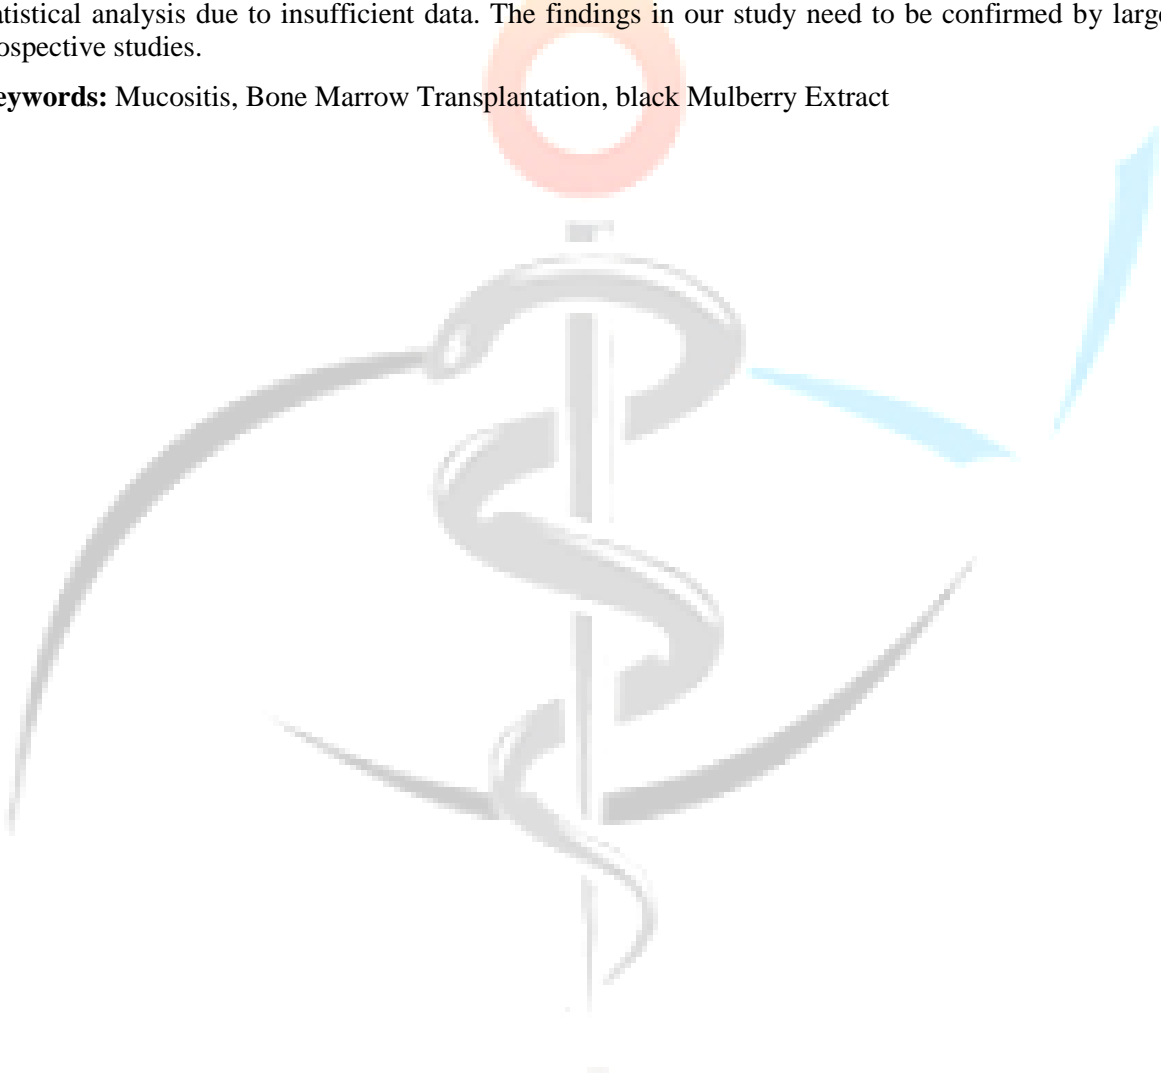 atistical analysis due to insufficient data. The findings in our study need to be confirmed by large
ospective studies.
eywords: Mucositis, Bone Marrow Transplantation, black Mulberry Extract